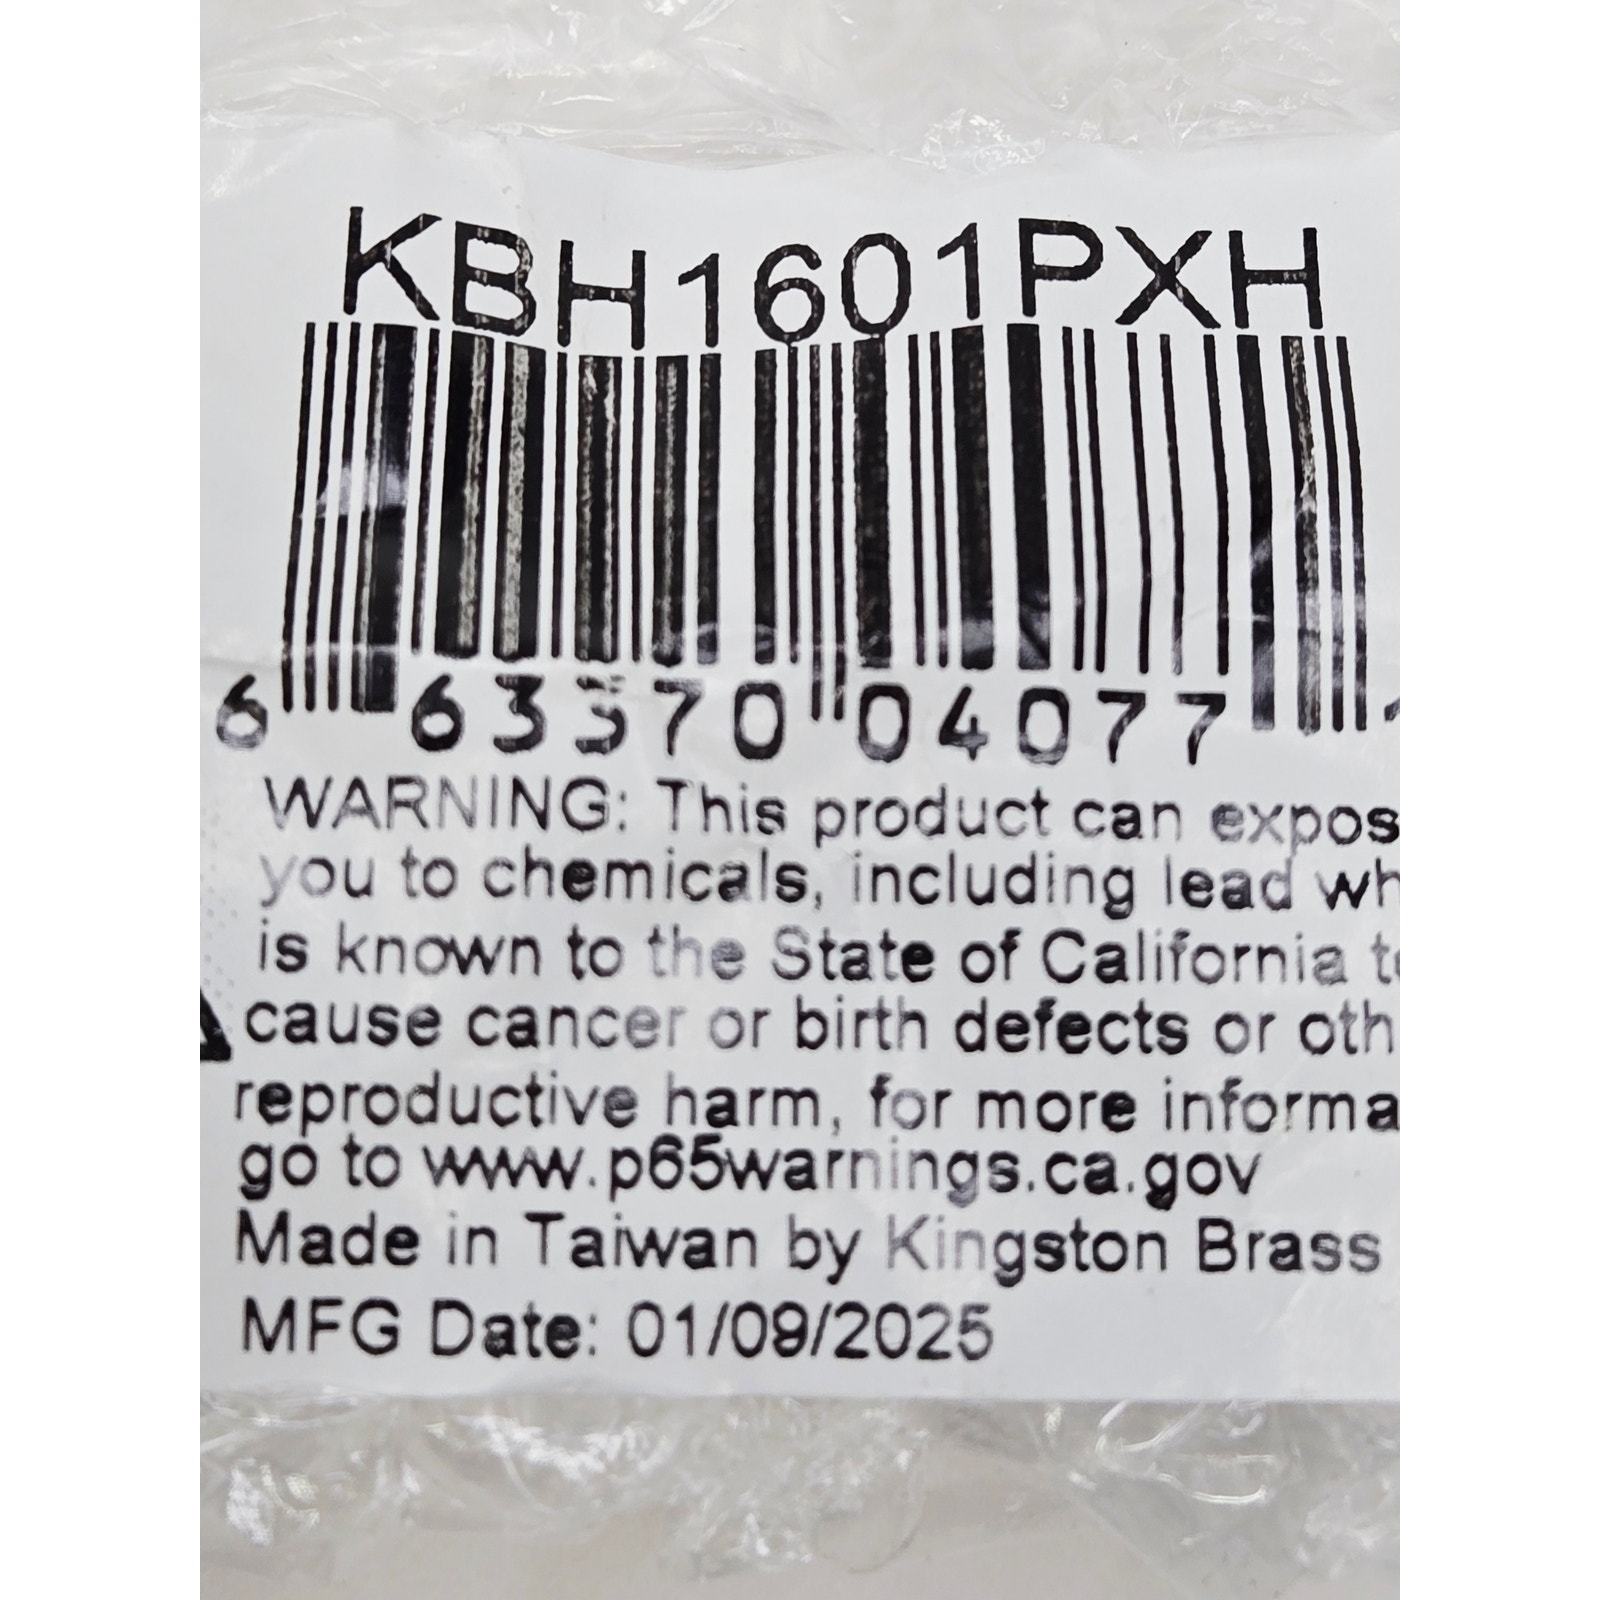 KBH1601PXH
6 63370 04077
WARNING: This product can expos
you to chemicals, including lead wh
is known to the State of California to
cause cancer or birth defects or oth
reproductive harm, for more informa
go to www.p65warnings.ca.gov
Made in Taiwan by Kingston Brass
MFG Date: 01/09/2025